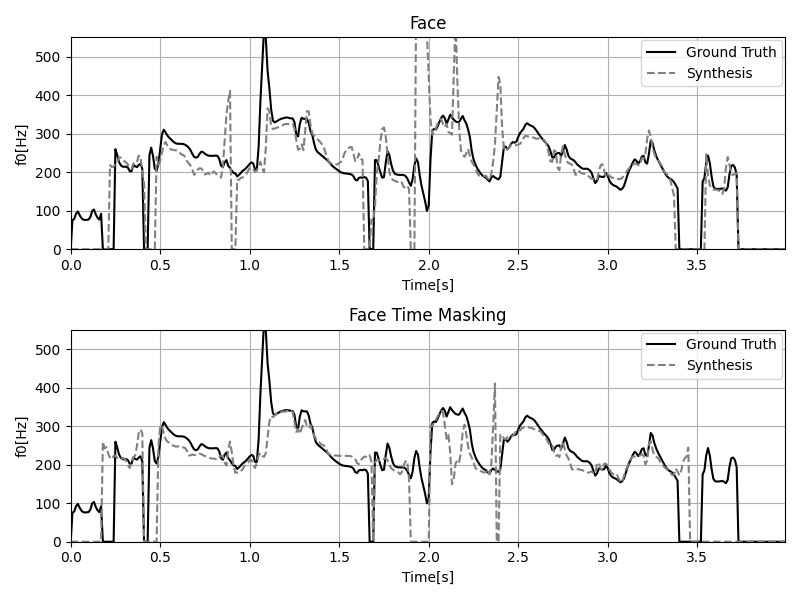 Face
500
400
300
200
100
0
f0[Hz]
Ground Truth
Synthesis
0.0 0.5 1.0 1.5 2.0 2.5 3.0 3.5
Time[s]
Face Time Masking
500
400
300
200
100
0
f0[Hz]
Ground Truth
Synthesis
0.0 0.5 1.0 1.5 2.0 2.5 3.0 3.5
Time[s]